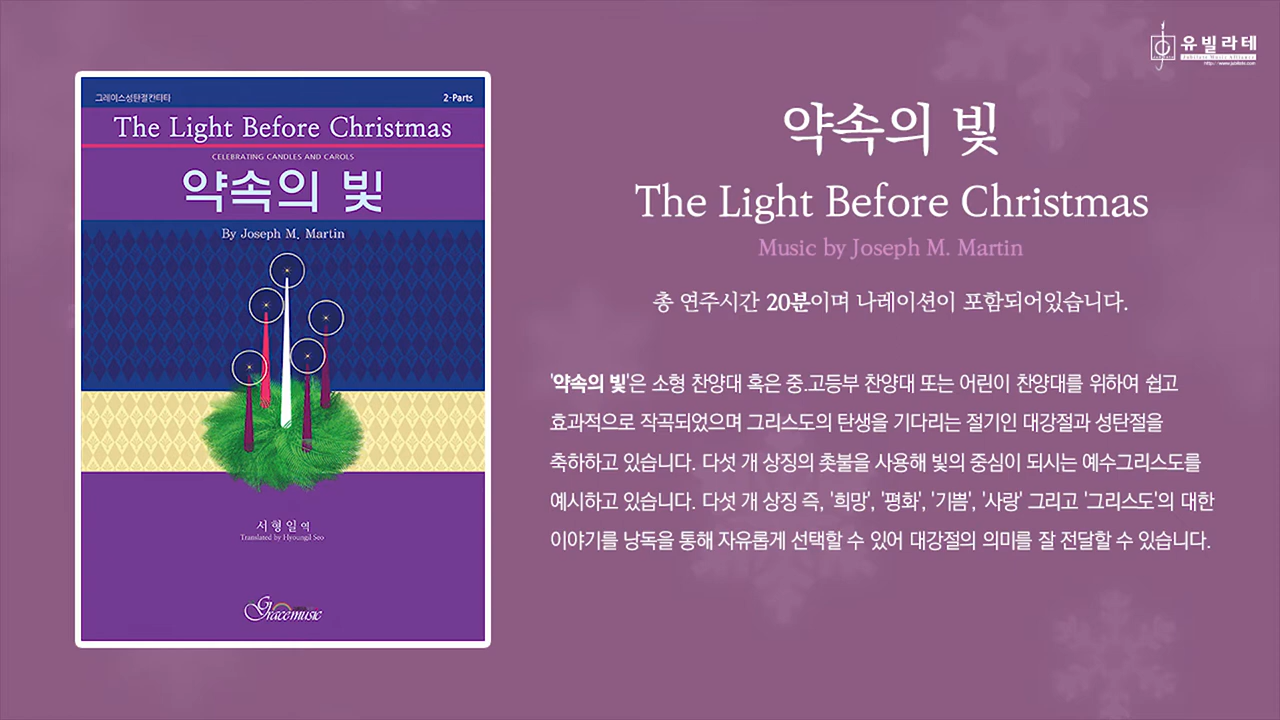 유빌라테
Jubilate Music Alliance
http://www.jubilate.com
그레이스성탄절칸타타
2-Parts
The Light Before Christmas
CELEBRATING CANDLES AND CAROLS
약속의 빛
By Joseph M. Martin
서형일 역
Translated by Hyoungil Seo
Gracemusic
약속의 빛
The Light Before Christmas
Music by Joseph M. Martin
총 연주시간 20분이며 나레이션이 포함되어있습니다.
'약속의 빛'은 소형 찬양대 혹은 중.고등부 찬양대 또는 어린이 찬양대를 위하여 쉽고
효과적으로 작곡되었으며 그리스도의 탄생을 기다리는 절기인 대강절과 성탄절을
축하하고 있습니다. 다섯 개 상징의 촛불을 사용해 빛의 중심이 되시는 예수그리스도를
예시하고 있습니다. 다섯 개 상징 즉, '희망', '평화', '기쁨', '사랑' 그리고 '그리스도'의 대한
이야기를 낭독을 통해 자유롭게 선택할 수 있어 대강절의 의미를 잘 전달할 수 있습니다.